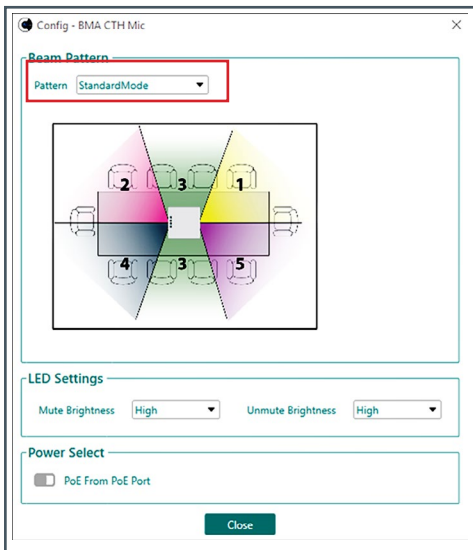 Config - BMA CTH Mic
Beam Pattern
Pattern StandardMode
2 3 1
4 3 5
LED Settings
Mute Brightness High Unmute Brightness High
Power Select
PoE From PoE Port
Close